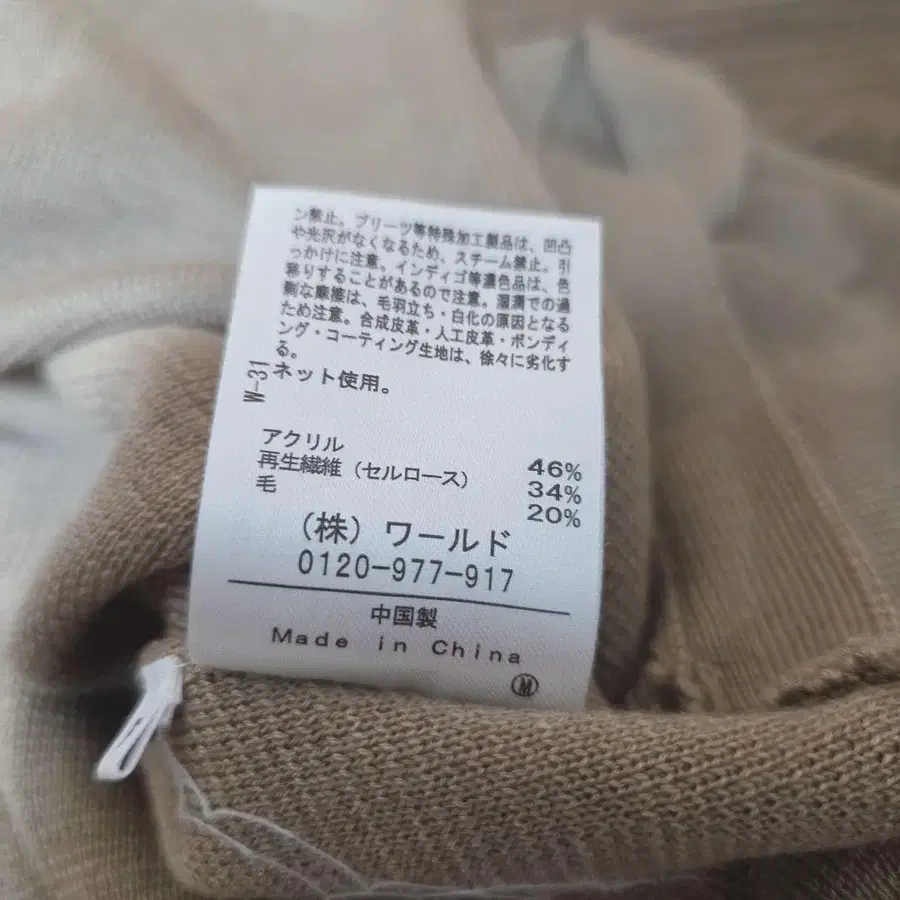 ン禁止。プリーツ等特殊加工製品は、凹凸
や光沢がなくなるため、スチーム禁止。引
っかけに注意。インディゴ等濃色品は、色
移りすることがあるので注意。湿潤での過
剰な摩擦は、毛羽立ち・白化の原因となる
ため注意。合成皮革・人工皮革・ボンディ
ング・コーティング生地は、徐々に劣化す
る。
ネット使用。
W-31
アクリル 46%
再生繊維（セルロース） 34%
毛 20%
（株）ワールド
0120-977-917
中国製
Made in China
Ⓜ